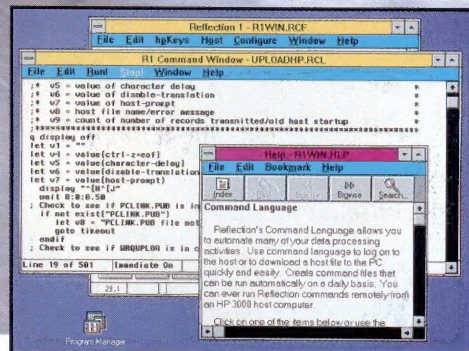 Reflection 1 - R1WIN.RCF
File Edit hpKeys Host Configure Window Help
R1 Command Window - UPLOADHP.RCL
File Edit Run! Stop! Window Help
;* v5 = value of character delay *
;* v6 = value of disable-translation *
;* v7 = value of host-prompt *
;* v8 = host file name/error message *
;* v9 = count of number of records transmitted/old host startup *
q display off
let v1 = ""
let v4 = value(ctrl-z=eof)
let v5 = value(character-delay)
let v6 = value(disable-translation
let v7 = value(host-prompt)
display "^[H^[J"
wait 0:0:0.50
; Check to see if PCLINK.PUB is in
if not exist("PCLINK.PUB")
let v8 = "PCLINK.PUB file not
goto timeout
endif
; Check to see if WRQUPLOA is in c
Line 19 of 501 Immediate On
23,1
Program Manager
Help - R1WIN.HLP
File Edit Bookmark Help
Index Back Browse Search...
Command Language
Reflection's Command Language allows you
to automate many of your data processing
activities. Use command language to log on to
the host or to download a host file to the PC
quickly and easily. Create command files that
can be run automatically on a daily basis. You
can ever run Reflection commands remotely from
an HP 3000 host computer.
Click on one of the items below or use the